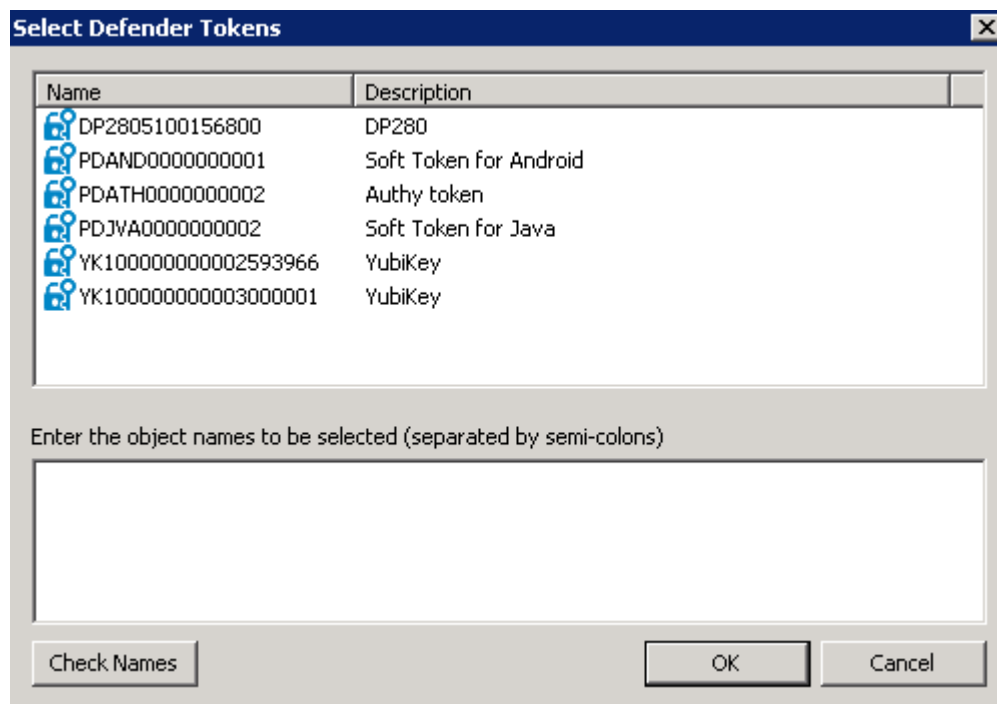 Select Defender Tokens
Name Description
DP2805100156800 DP280
PDAND0000000001 Soft Token for Android
PDATH0000000002 Authy token
PDJVA0000000002 Soft Token for Java
YK100000000002593966 YubiKey
YK100000000003000001 YubiKey
Enter the object names to be selected (separated by semi-colons)
Check Names OK Cancel